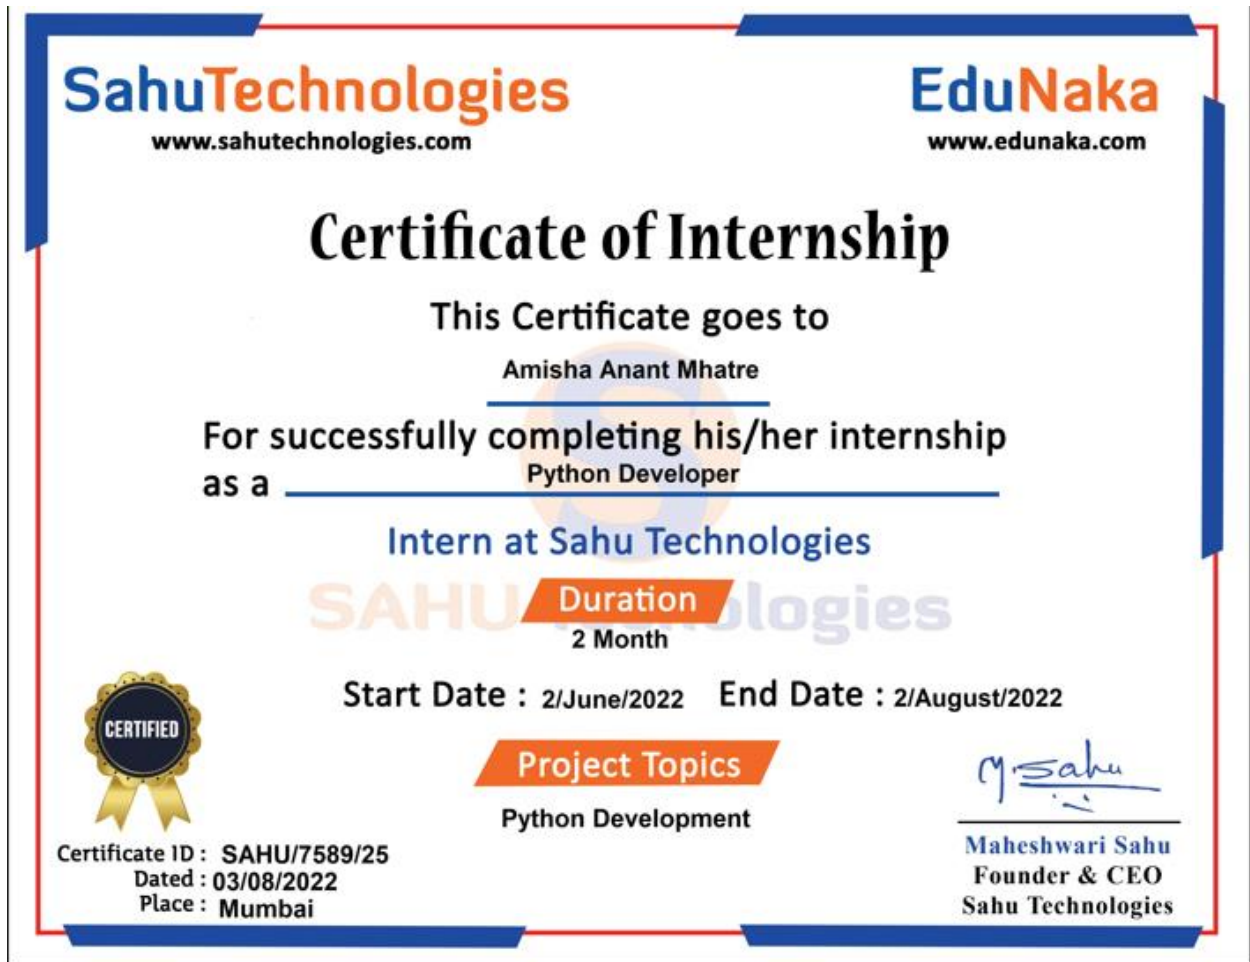 SahuTechnologies
www.sahutechnologies.com
EduNaka
www.edunaka.com
Certificate of Internship
This Certificate goes to
Amisha Anant Mhatre
For successfully completing his/her internship
as a Python Developer
Intern at Sahu Technologies
SAHU Technologies
Duration
2 Month
Start Date : 2/June/2022 End Date : 2/August/2022
CERTIFIED
Project Topics
Python Development
M.Sahu
Certificate ID : SAHU/7589/25
Dated : 03/08/2022
Place : Mumbai
Maheshwari Sahu
Founder & CEO
Sahu Technologies